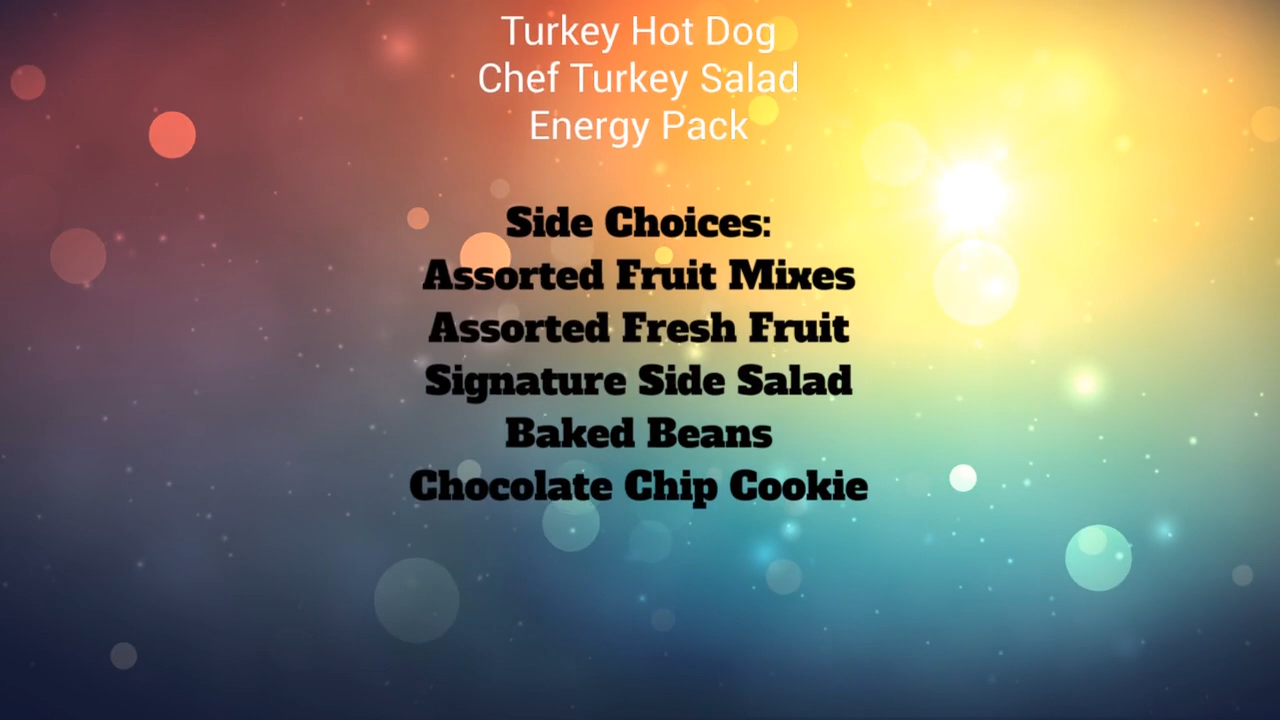 Turkey Hot Dog
Chef Turkey Salad
Energy Pack
Side Choices:
Assorted Fruit Mixes
Assorted Fresh Fruit
Signature Side Salad
Baked Beans
Chocolate Chip Cookie